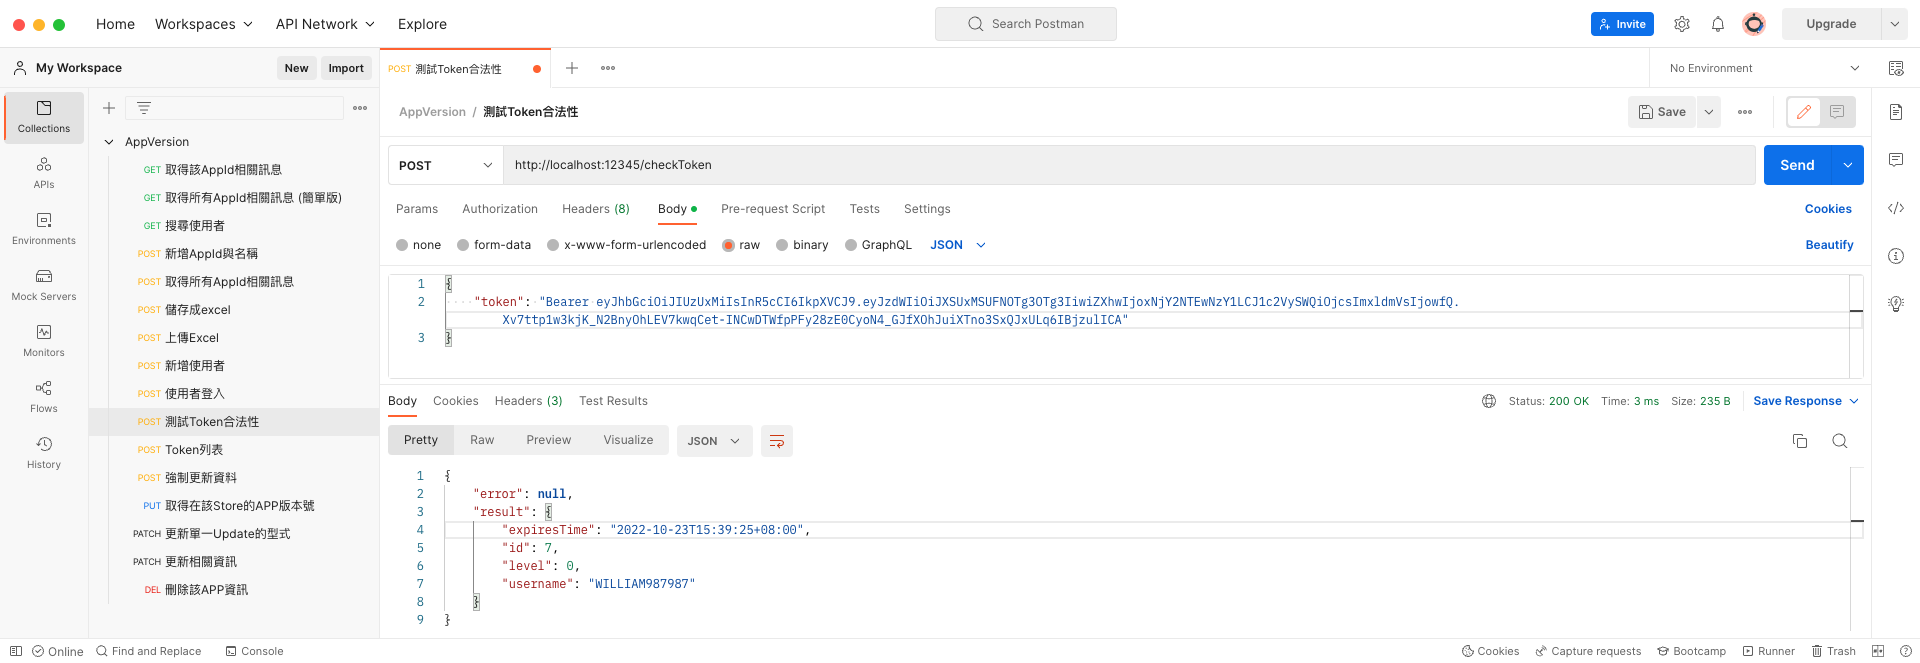 Home Workspaces API Network Explore Search Postman Invite Upgrade
My Workspace New Import POST 測試Token合法性 No Environment
Collections
APIs
Environments
Mock Servers
Monitors
Flows
History
AppVersion
GET 取得該AppId相關訊息
GET 取得所有AppId相關訊息 (簡單版)
GET 搜尋使用者
POST 新增AppId與名稱
POST 取得所有AppId相關訊息
POST 儲存成excel
POST 上傳Excel
POST 新增使用者
POST 使用者登入
POST 測試Token合法性
POST Token列表
POST 強制更新資料
PUT 取得在該Store的APP版本號
PATCH 更新單一Update的型式
PATCH 更新相關資訊
DEL 刪除該APP資訊
AppVersion / 測試Token合法性 Save
POST http://localhost:12345/checkToken Send
Params Authorization Headers (8) Body Pre-request Script Tests Settings Cookies
none form-data x-www-form-urlencoded raw binary GraphQL JSON Beautify
1 {
2 "token": "Bearer eyJhbGciOiJIUzUxMiIsInR5cCI6IkpXVCJ9.eyJzdWIiOiJXSUxMSUFNOTg3OTg3IiwiZXhwIjoxNjY2NTEwNzY1LCJ1c2VySWQiOjcsImxldmVsIjowfQ.
Xv7ttp1w3kjK_N2BnyOhLEV7kwqCet-INCwDTWfpPFy28zE0CyoN4_GJfXOhJuiXTno3SxQJxULq6IBjzulICA"
3 }
Body Cookies Headers (3) Test Results Status: 200 OK Time: 3 ms Size: 235 B Save Response
Pretty Raw Preview Visualize JSON
1 {
2 "error": null,
3 "result": {
4 "expiresTime": "2022-10-23T15:39:25+08:00",
5 "id": 7,
6 "level": 0,
7 "username": "WILLIAM987987"
8 }
9 }
Online Find and Replace Console Cookies Capture requests Bootcamp Runner Trash